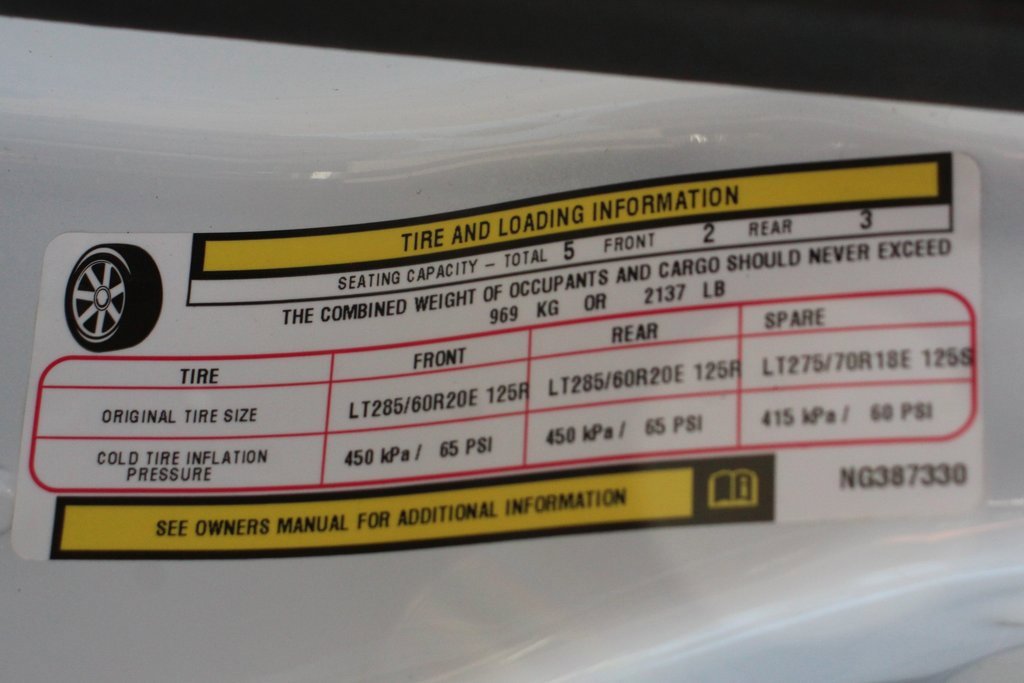 TIRE AND LOADING INFORMATION
SEATING CAPACITY – TOTAL 5 FRONT 2 REAR 3
THE COMBINED WEIGHT OF OCCUPANTS AND CARGO SHOULD NEVER EXCEED
969 KG OR 2137 LB
TIRE FRONT REAR SPARE
ORIGINAL TIRE SIZE LT285/60R20E 125R LT285/60R20E 125R LT275/70R18E 125S
COLD TIRE INFLATION PRESSURE 450 kPa / 65 PSI 450 kPa / 65 PSI 415 kPa / 60 PSI
SEE OWNERS MANUAL FOR ADDITIONAL INFORMATION
NG387330